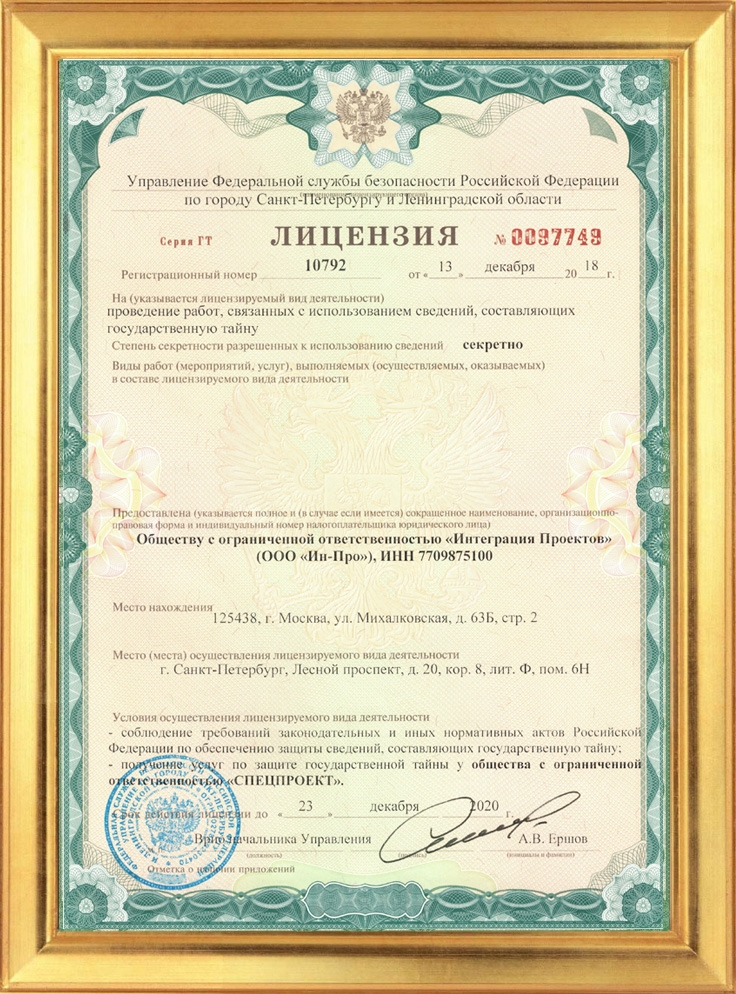 Управление Федеральной службы безопасности Российской Федерации
по городу Санкт-Петербургу и Ленинградской области
Серия ГТ
ЛИЦЕНЗИЯ
№ 0097749
Регистрационный номер 10792 от «13» декабря 2018 г.
На (указывается лицензируемый вид деятельности)
проведение работ, связанных с использованием сведений, составляющих
государственную тайну
Степень секретности разрешенных к использованию сведений секретно
Виды работ (мероприятий, услуг), выполняемых (осуществляемых, оказываемых)
в составе лицензируемого вида деятельности
Предоставлена (указывается полное и (в случае если имеется) сокращенное наименование, организационно-
правовая форма и индивидуальный номер налогоплательщика юридического лица)
Обществу с ограниченной ответственностью «Интеграция Проектов»
(ООО «Ин-Про»), ИНН 7709875100
Место нахождения
125438, г. Москва, ул. Михалковская, д. 63Б, стр. 2
Место (места) осуществления лицензируемого вида деятельности
г. Санкт-Петербург, Лесной проспект, д. 20, кор. 8, лит. Ф, пом. 6Н
Условия осуществления лицензируемого вида деятельности
- соблюдение требований законодательных и иных нормативных актов Российской
Федерации по обеспечению защиты сведений, составляющих государственную тайну;
- получение услуг по защите государственной тайны у общества с ограниченной
ответственностью «СПЕЦПРОЕКТ».
Срок действия лицензии до «23» декабря 2020 г.
Врио начальника Управления А.В. Ершов
(должность) (подпись) (инициалы и фамилия)
Отметка о наличии приложений